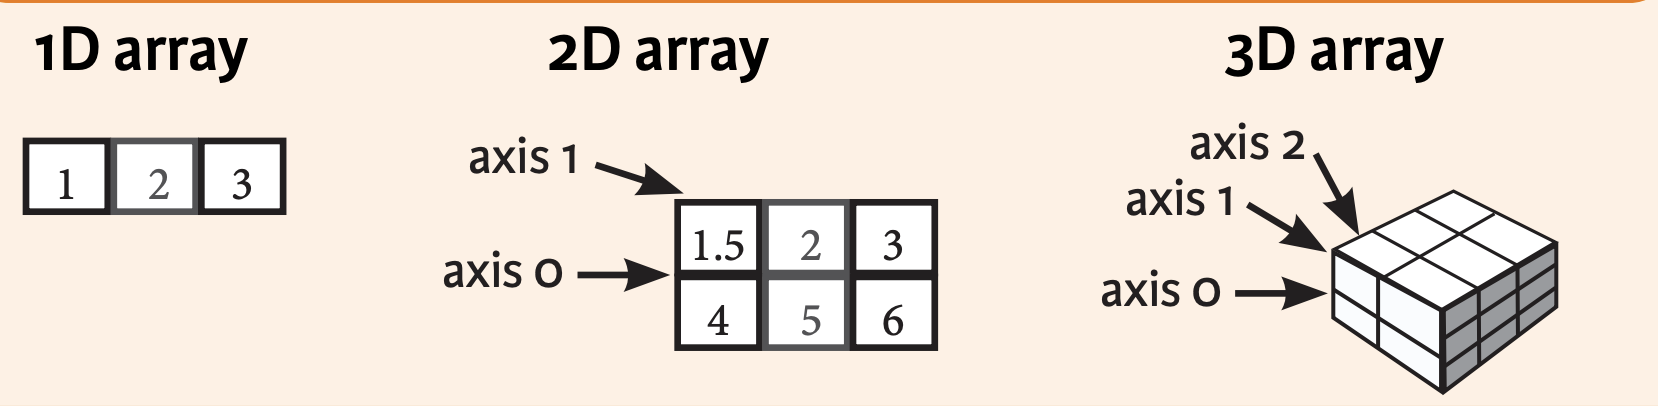 1D array
1 2 3
2D array
axis 1
axis 0
1.5 2 3
4 5 6
3D array
axis 2
axis 1
axis 0